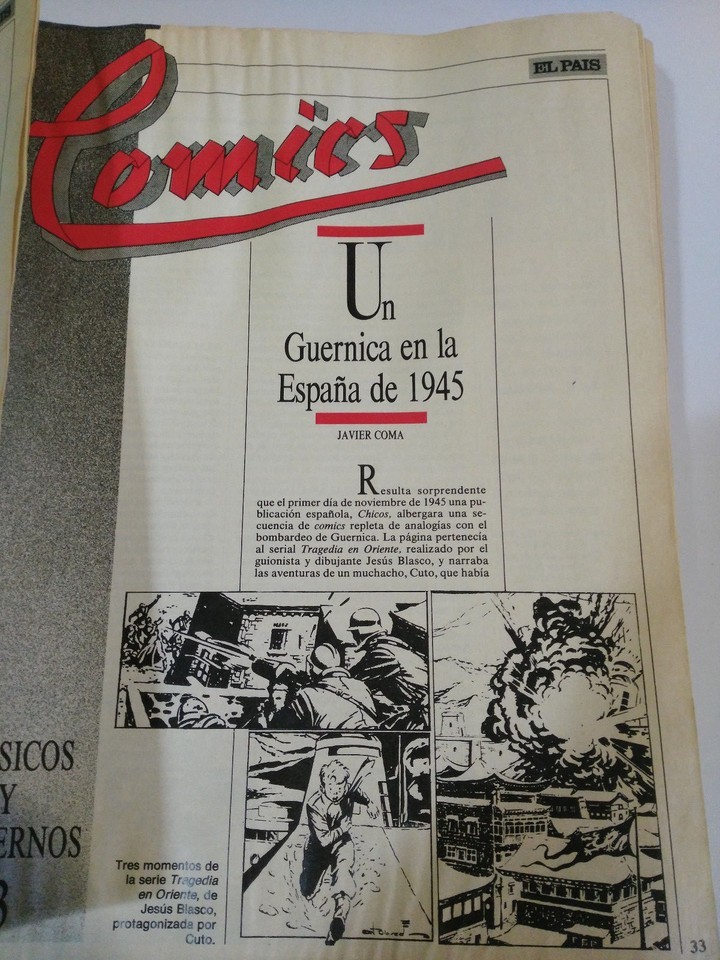 EL PAIS
Comics
Un
Guernica en la
España de 1945
JAVIER COMA
Resulta sorprendente
que el primer día de noviembre de 1945 una pu-
blicación española, Chicos, albergara una se-
cuencia de comics repleta de analogías con el
bombardeo de Guernica. La página pertenecía
al serial Tragedia en Oriente, realizado por el
guionista y dibujante Jesús Blasco, y narraba
las aventuras de un muchacho, Cuto, que había
SICOS
Y
ERNOS
3
Tres momentos de
la serie Tragedia
en Oriente, de
Jesús Blasco,
protagonizada por
Cuto.
33